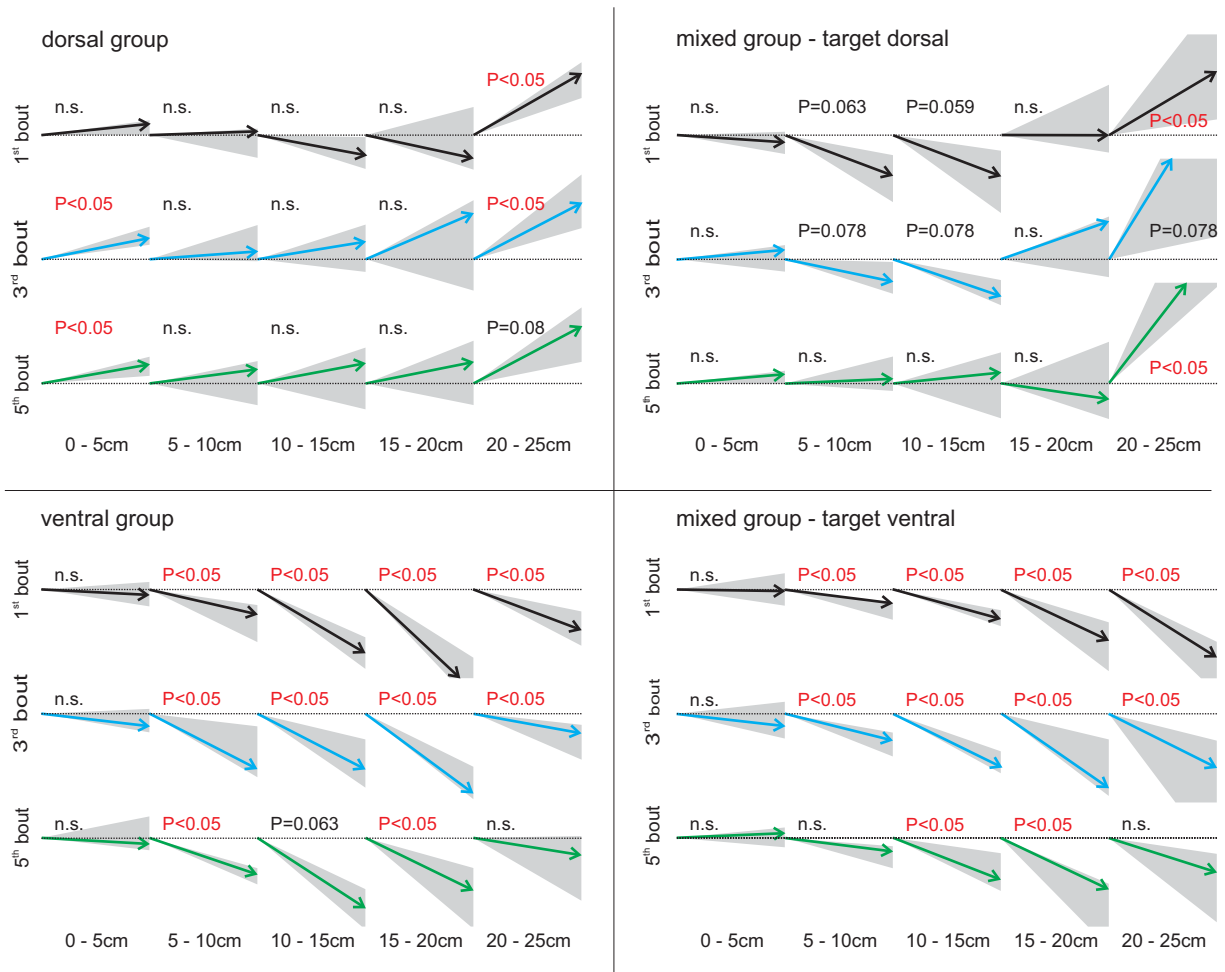 dorsal group
1st bout
n.s.
n.s.
n.s.
n.s.
P<0.05
3rd bout
P<0.05
n.s.
n.s.
n.s.
P<0.05
5th bout
P<0.05
n.s.
n.s.
n.s.
P=0.08
0 - 5cm
5 - 10cm
10 - 15cm
15 - 20cm
20 - 25cm
mixed group - target dorsal
1st bout
n.s.
P=0.063
P=0.059
n.s.
P<0.05
3rd bout
n.s.
P=0.078
P=0.078
n.s.
P=0.078
5th bout
n.s.
n.s.
n.s.
n.s.
P<0.05
0 - 5cm
5 - 10cm
10 - 15cm
15 - 20cm
20 - 25cm
ventral group
1st bout
n.s.
P<0.05
P<0.05
P<0.05
P<0.05
3rd bout
n.s.
P<0.05
P<0.05
P<0.05
P<0.05
5th bout
n.s.
P<0.05
P=0.063
P<0.05
n.s.
0 - 5cm
5 - 10cm
10 - 15cm
15 - 20cm
20 - 25cm
mixed group - target ventral
1st bout
n.s.
P<0.05
P<0.05
P<0.05
P<0.05
3rd bout
n.s.
P<0.05
P<0.05
P<0.05
P<0.05
5th bout
n.s.
n.s.
P<0.05
P<0.05
n.s.
0 - 5cm
5 - 10cm
10 - 15cm
15 - 20cm
20 - 25cm